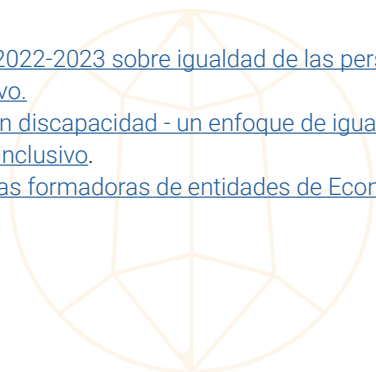 2022-2023 sobre igualdad de las pers
vo.
n discapacidad - un enfoque de igua
inclusivo.
as formadoras de entidades de Econ